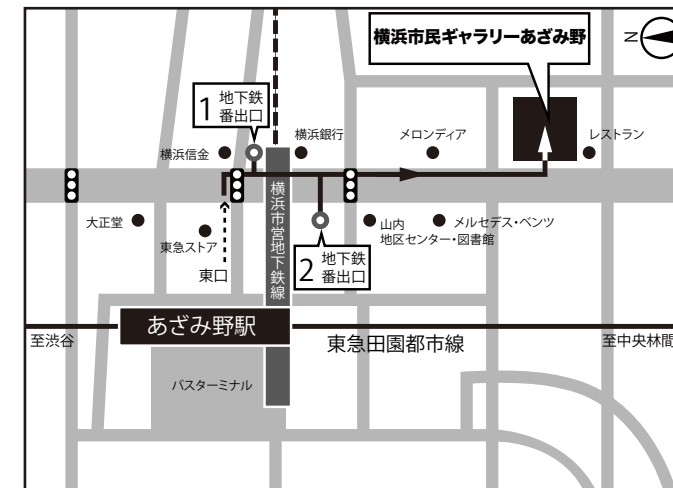 横浜市民ギャラリーあざみ野
N
1 地下鉄
番出口
横浜信金
横浜銀行
メロンディア
レストラン
横浜市営地下鉄線
大正堂
東急ストア
東口
2 地下鉄
番出口
山内
地区センター・図書館
メルセデス・ベンツ
あざみ野駅
至渋谷
東急田園都市線
至中央林間
バスターミナル